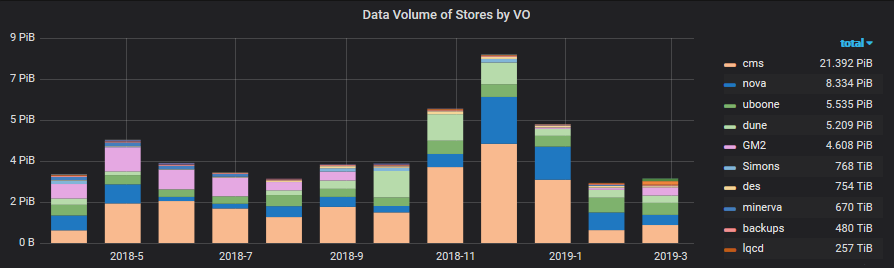 Data Volume of Stores by VO
9 PiB
7 PiB
5 PiB
4 PiB
2 PiB
0 B
2018-5 2018-7 2018-9 2018-11 2019-1 2019-3
total
cms 21.392 PiB
nova 8.334 PiB
uboone 5.535 PiB
dune 5.209 PiB
GM2 4.608 PiB
Simons 768 TiB
des 754 TiB
minerva 670 TiB
backups 480 TiB
lqcd 257 TiB